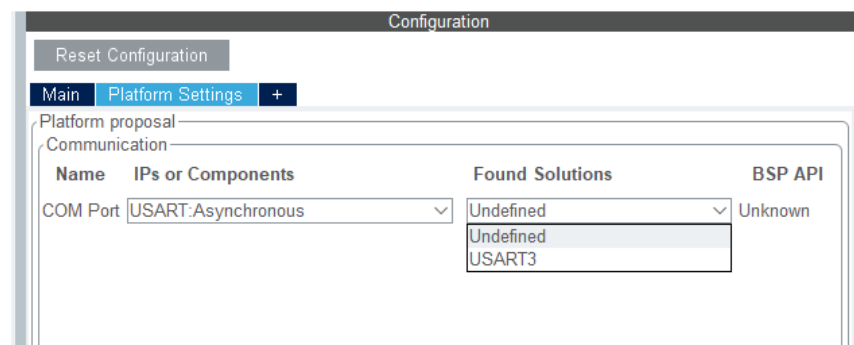 Configuration
Reset Configuration
Main Platform Settings +
Platform proposal
Communication
Name IPs or Components Found Solutions BSP API
COM Port USART:Asynchronous Undefined Unknown
Undefined
USART3